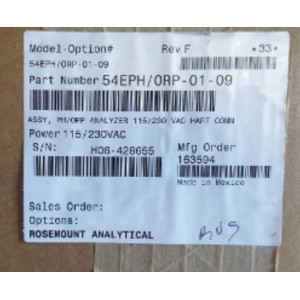 Model-Option# Rev F *33*
54EPH/ORP-01-09
Part Number 54EPH/ORP-01-09
ASSY, PH/ORP ANALYZER 115/230 VAC HART COMM
Power 115/230VAC
S/N: H06-428655 Mfg Order
163594
Made in Mexico
Sales Order:
Options:
ROSEMOUNT ANALYTICAL